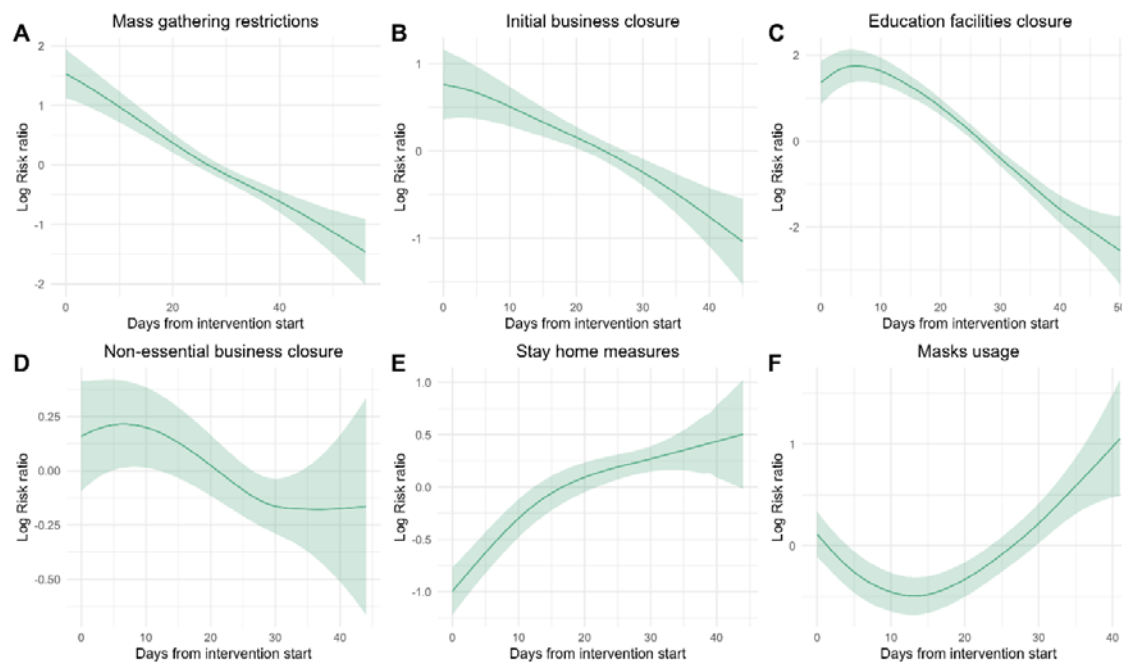 Mass gathering restrictions
A
Log Risk ratio
2
1
0
-1
-2
0 20 40
Days from intervention start
Initial business closure
B
Log Risk ratio
1
0
-1
0 10 20 30 40
Days from intervention start
Education facilities closure
C
Log Risk ratio
2
0
-2
0 10 20 30 40 50
Days from intervention start
Non-essential business closure
D
Log Risk ratio
0.25
0.00
-0.25
-0.50
0 10 20 30 40
Days from intervention start
Stay home measures
E
Log Risk ratio
1.0
0.5
0.0
-0.5
-1.0
0 10 20 30 40
Days from intervention start
Masks usage
F
Log Risk ratio
1
0
0 10 20 30 40
Days from intervention start